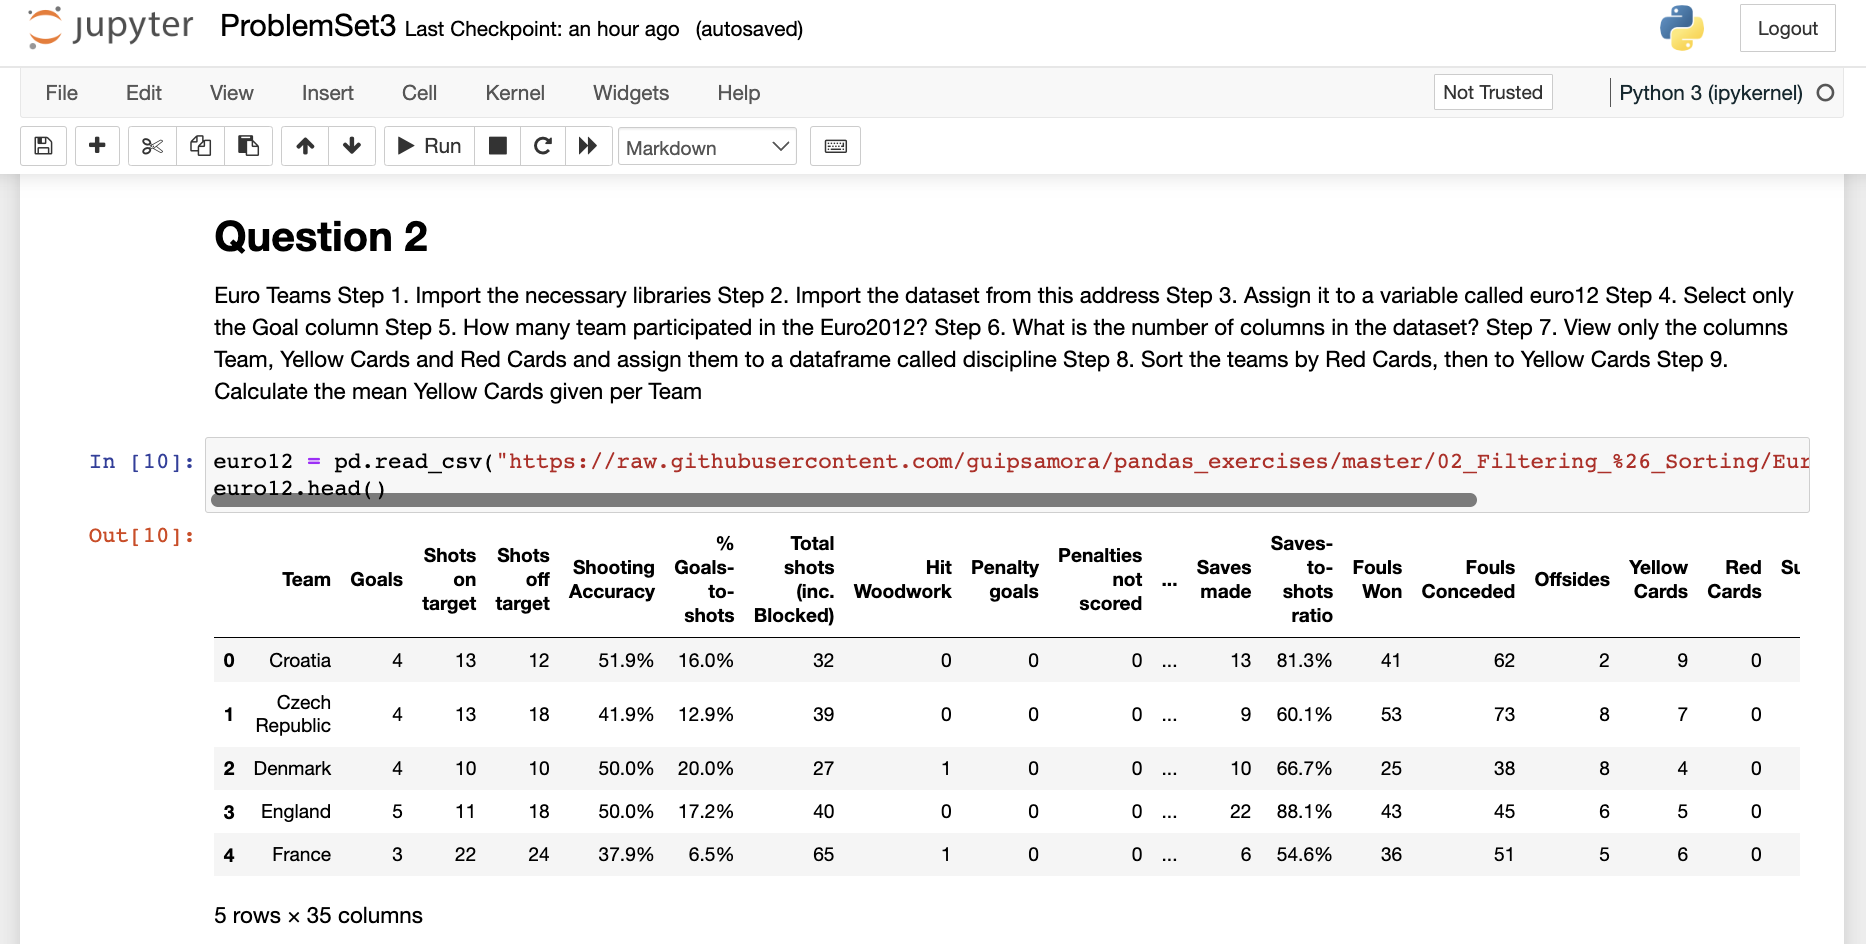 jupyter ProblemSet3 Last Checkpoint: an hour ago (autosaved) Logout
File Edit View Insert Cell Kernel Widgets Help Not Trusted Python 3 (ipykernel)
Run Markdown
Question 2
Euro Teams Step 1. Import the necessary libraries Step 2. Import the dataset from this address Step 3. Assign it to a variable called euro12 Step 4. Select only
the Goal column Step 5. How many team participated in the Euro2012? Step 6. What is the number of columns in the dataset? Step 7. View only the columns
Team, Yellow Cards and Red Cards and assign them to a dataframe called discipline Step 8. Sort the teams by Red Cards, then to Yellow Cards Step 9.
Calculate the mean Yellow Cards given per Team
In [10]: euro12 = pd.read_csv("https://raw.githubusercontent.com/guipsamora/pandas_exercises/master/02_Filtering_%26_Sorting/Eur
euro12.head()
Out[10]:
Team Goals Shots on target Shots off target Shooting Accuracy % Goals-to-shots Total shots (inc. Blocked) Hit Woodwork Penalty goals Penalties not scored ... Saves made Saves-to-shots ratio Fouls Won Fouls Conceded Offsides Yellow Cards Red Cards Su
0 Croatia 4 13 12 51.9% 16.0% 32 0 0 0 ... 13 81.3% 41 62 2 9 0
1 Czech Republic 4 13 18 41.9% 12.9% 39 0 0 0 ... 9 60.1% 53 73 8 7 0
2 Denmark 4 10 10 50.0% 20.0% 27 1 0 0 ... 10 66.7% 25 38 8 4 0
3 England 5 11 18 50.0% 17.2% 40 0 0 0 ... 22 88.1% 43 45 6 5 0
4 France 3 22 24 37.9% 6.5% 65 1 0 0 ... 6 54.6% 36 51 5 6 0
5 rows × 35 columns